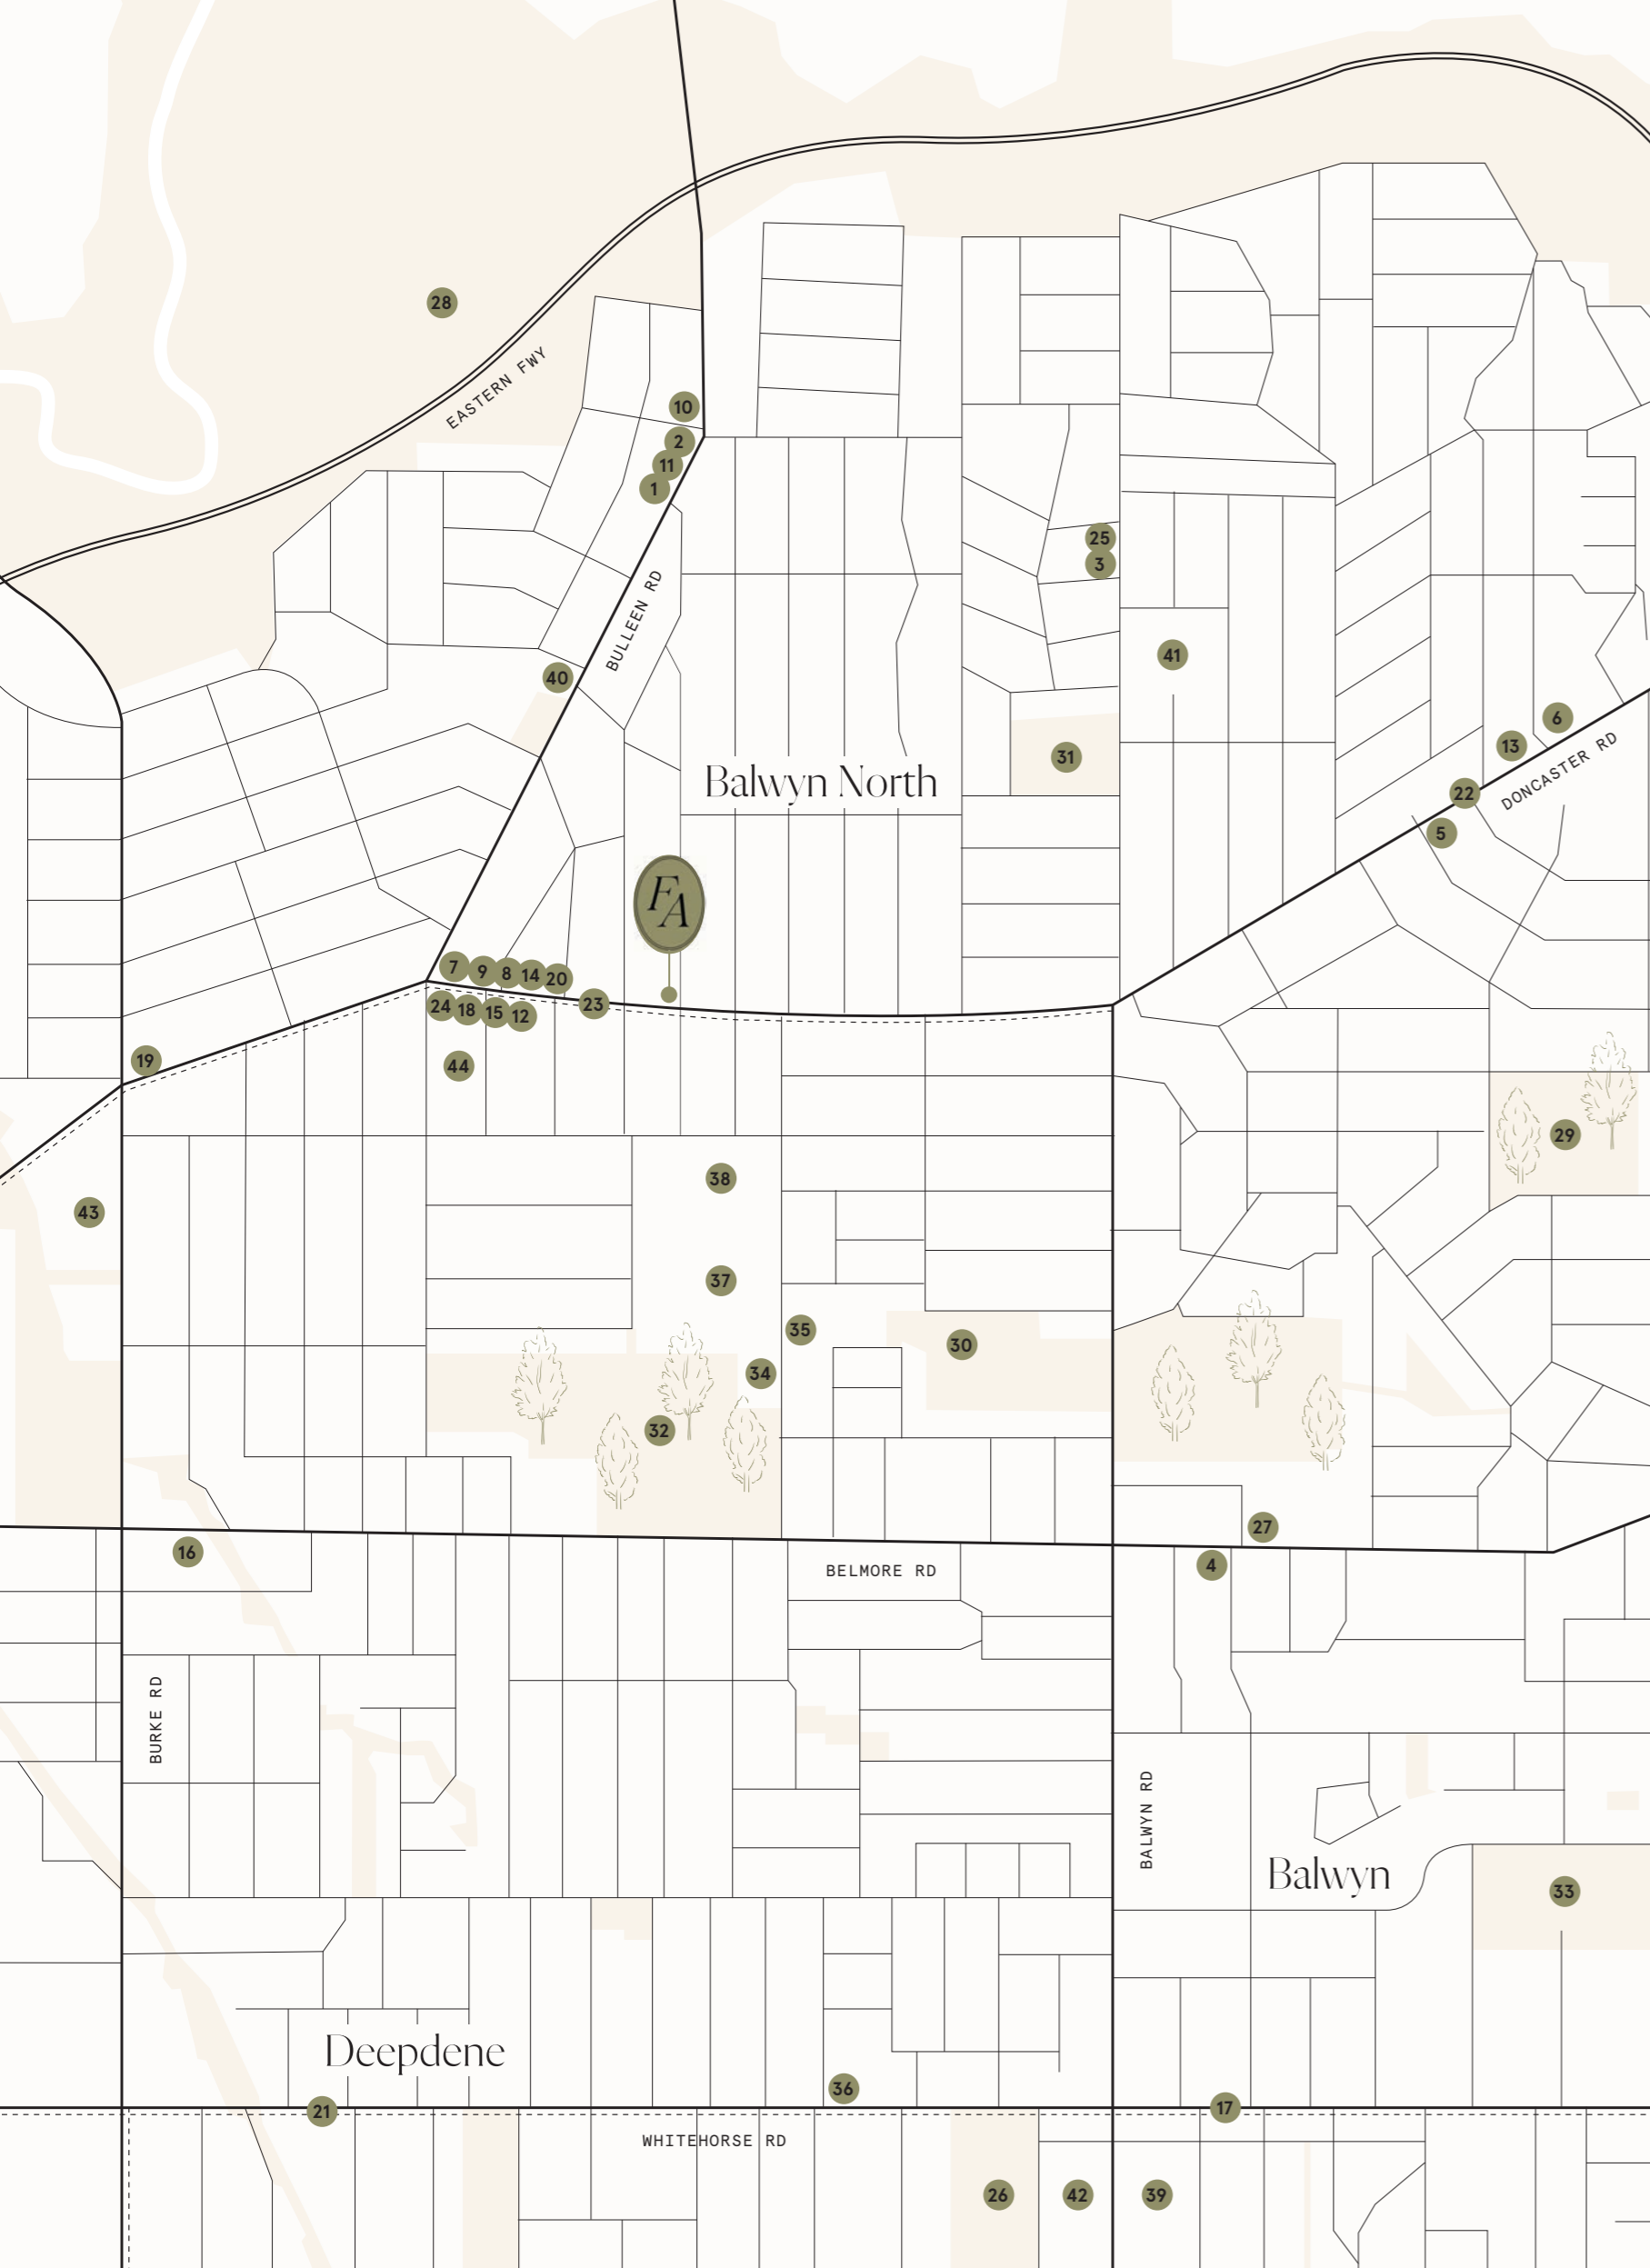 28
EASTERN FWY
10
2
11
1
25
3
BULLEEN RD
41
40
6
13
31
DONCASTER RD
Balwyn North
22
5
FA
7 9 8 14 20
24 18 15 12 23
19
44
29
38
43
37
35
30
34
32
27
16
4
BELMORE RD
BURKE RD
BALWYN RD
Balwyn
33
Deepdene
36
21
17
WHITEHORSE RD
26 42 39